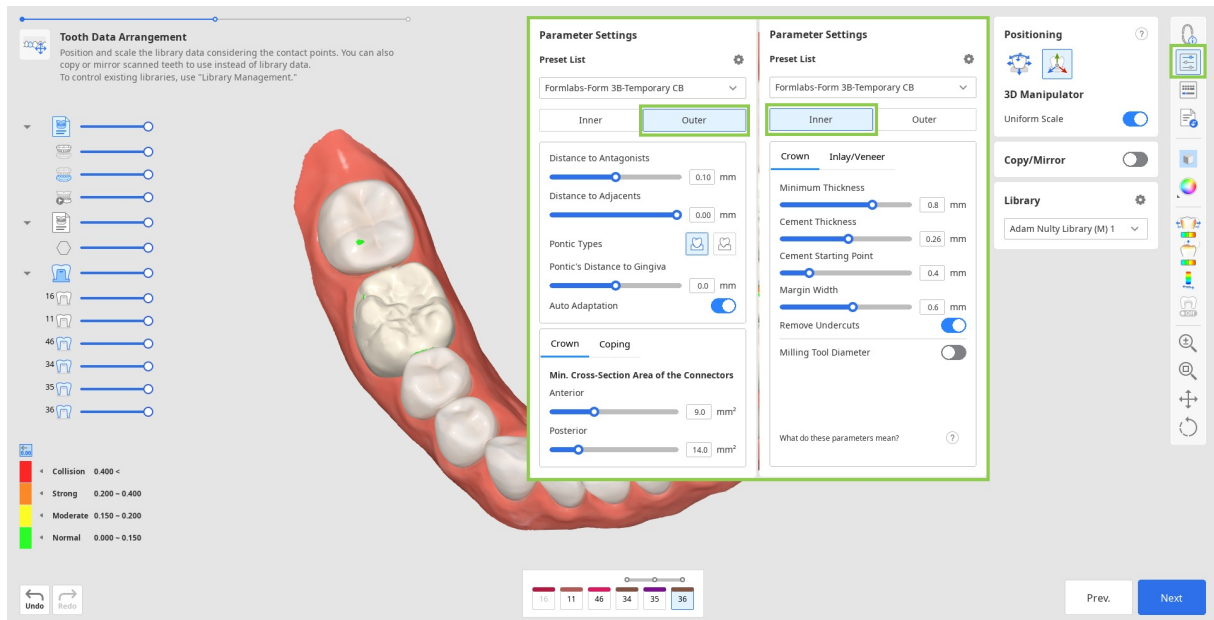 Tooth Data Arrangement
Position and scale the library data considering the contact points. You can also
copy or mirror scanned teeth to use instead of library data.
To control existing libraries, use "Library Management."
16
11
46
34
35
36
0.00
Collision 0.400 <
Strong 0.200 ~ 0.400
Moderate 0.150 ~ 0.200
Normal 0.000 ~ 0.150
Undo Redo
Parameter Settings
Preset List
Formlabs-Form 3B-Temporary CB
Inner Outer
Distance to Antagonists
0.10 mm
Distance to Adjacents
0.00 mm
Pontic Types
Pontic's Distance to Gingiva
0.0 mm
Auto Adaptation
Crown Coping
Min. Cross-Section Area of the Connectors
Anterior
9.0 mm²
Posterior
14.0 mm²
Parameter Settings
Preset List
Formlabs-Form 3B-Temporary CB
Inner Outer
Crown Inlay/Veneer
Minimum Thickness
0.8 mm
Cement Thickness
0.26 mm
Cement Starting Point
0.4 mm
Margin Width
0.6 mm
Remove Undercuts
Milling Tool Diameter
What do these parameters mean? ?
Positioning ?
3D Manipulator
Uniform Scale
Copy/Mirror
Library
Adam Nulty Library (M) 1
16 11 46 34 35 36
Prev. Next